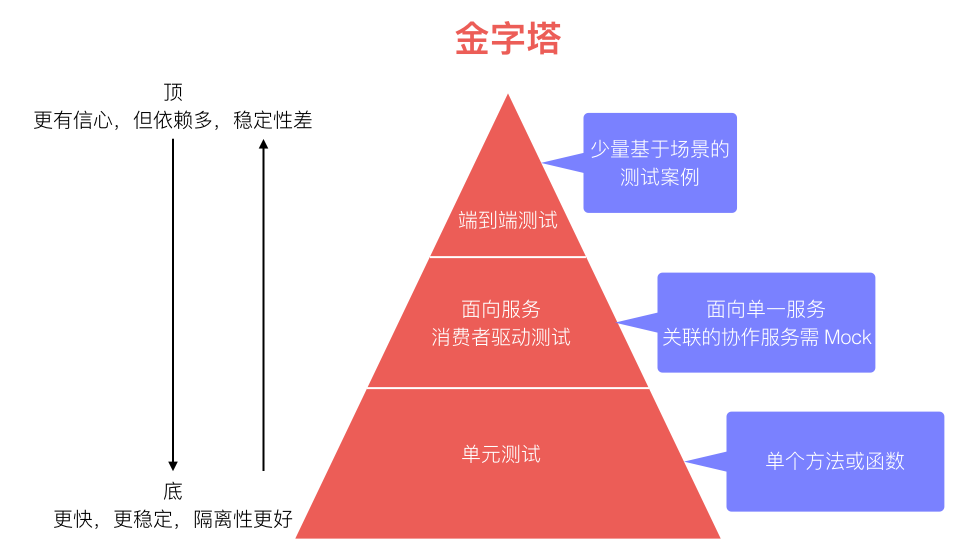 金字塔
顶
更有信心，但依赖多，稳定性差
少量基于场景的
测试案例
端到端测试
面向服务
消费者驱动测试
面向单一服务
关联的协作服务需 Mock
单元测试
单个方法或函数
底
更快，更稳定，隔离性更好